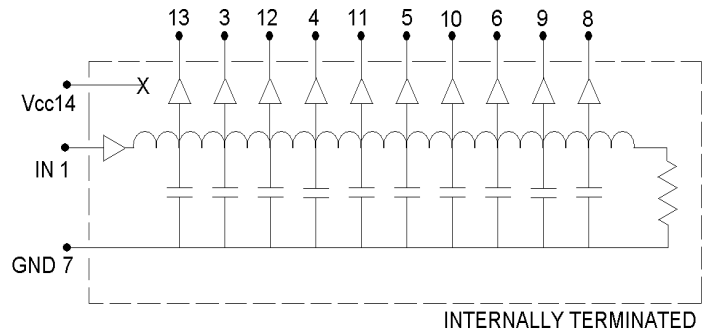 13 3 12 4 11 5 10 6 9 8
Vcc14
X
IN 1
GND 7
INTERNALLY TERMINATED